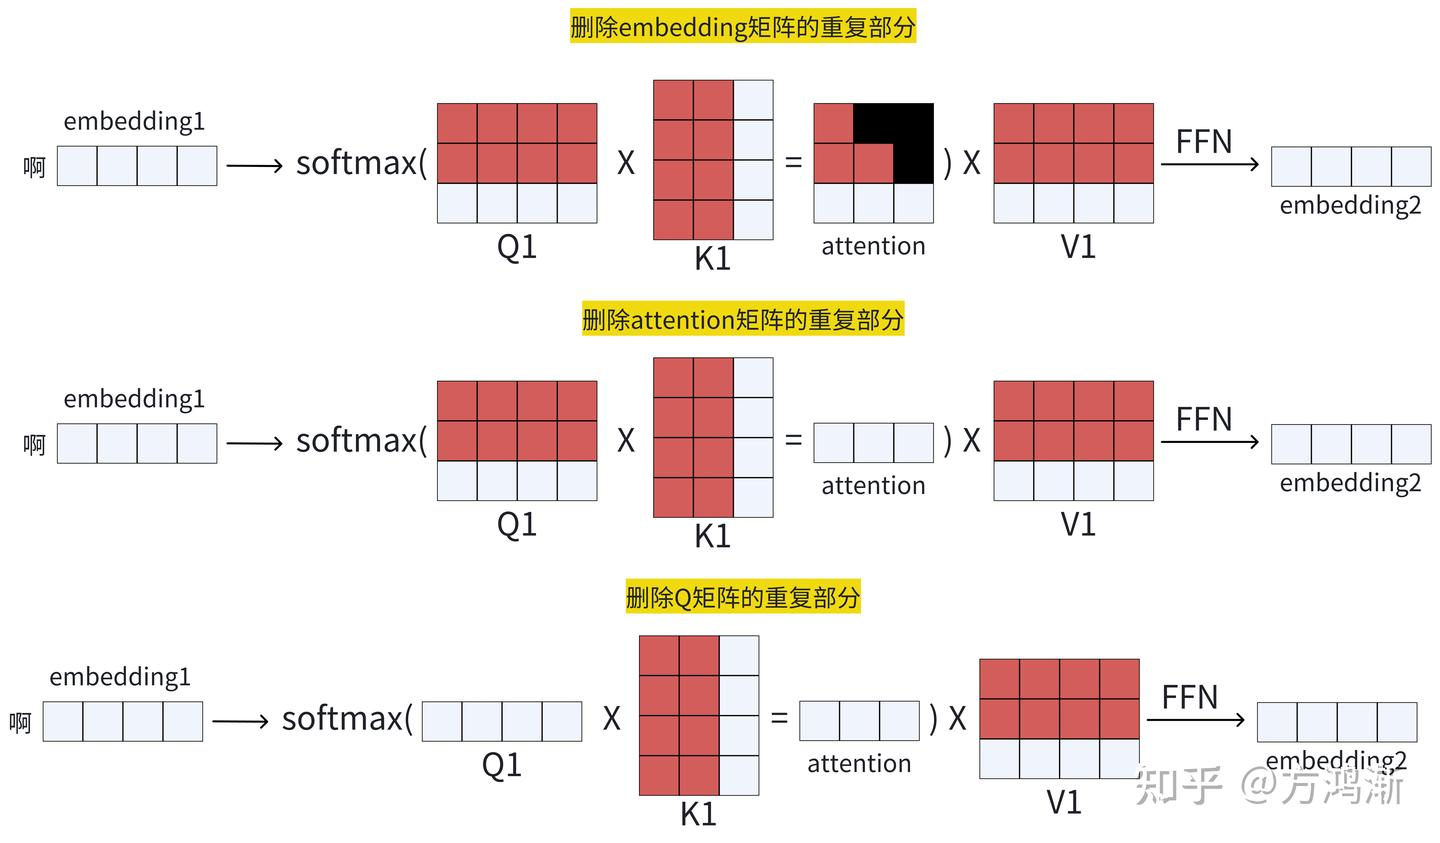 删除embedding矩阵的重复部分
embedding1
啊
softmax(
X
=
) X
FFN
Q1
K1
attention
V1
embedding2
删除attention矩阵的重复部分
embedding1
啊
softmax(
X
=
) X
FFN
Q1
K1
attention
V1
embedding2
删除Q矩阵的重复部分
embedding1
啊
softmax(
X
=
) X
FFN
Q1
K1
attention
V1
embedding2
知乎 @方鸿渐